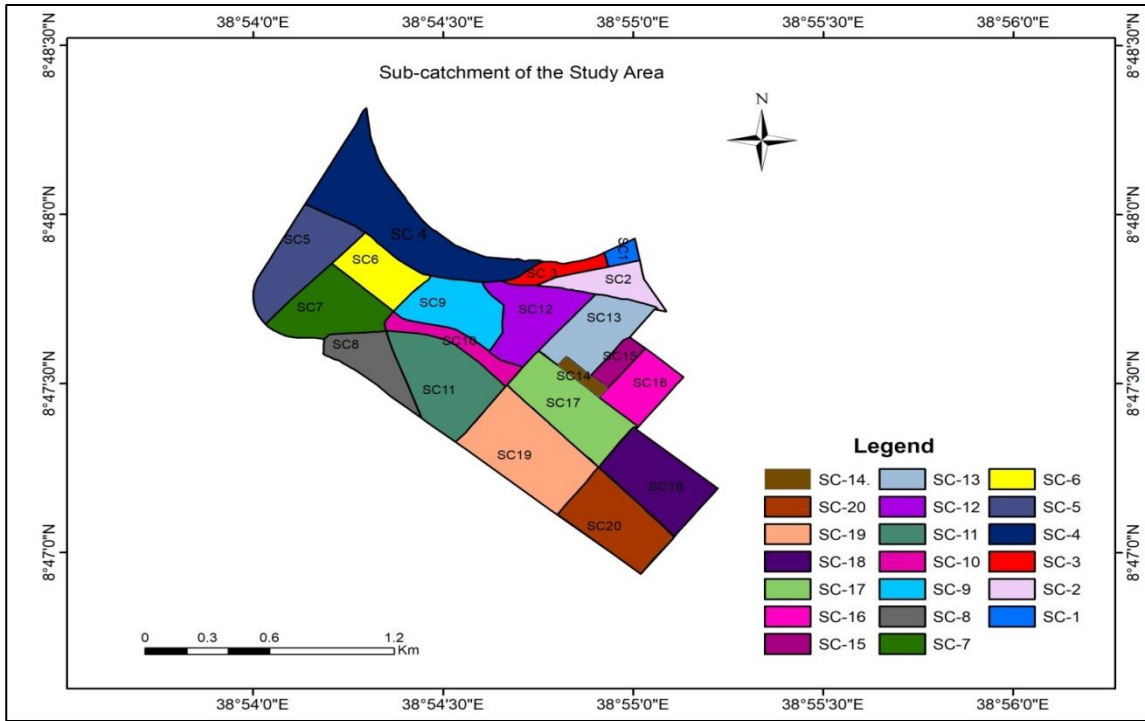 38°54'0"E 38°54'30"E 38°55'0"E 38°55'30"E 38°56'0"E
8°48'30"N 8°48'30"N
Sub-catchment of the Study Area
N
8°48'0"N 8°48'0"N
SC 4
SC5
SC1
SC6
SC 3
SC2
SC7
SC9
SC12
SC13
SC8
SC10
SC15
SC14
SC16
8°47'30"N 8°47'30"N
SC11
SC17
SC19
SC18
SC20
8°47'0"N 8°47'0"N
Legend
SC-14. SC-13 SC-6
SC-20 SC-12 SC-5
SC-19 SC-11 SC-4
SC-18 SC-10 SC-3
SC-17 SC-9 SC-2
SC-16 SC-8 SC-1
SC-15 SC-7
0 0.3 0.6 1.2
Km
38°54'0"E 38°54'30"E 38°55'0"E 38°55'30"E 38°56'0"E